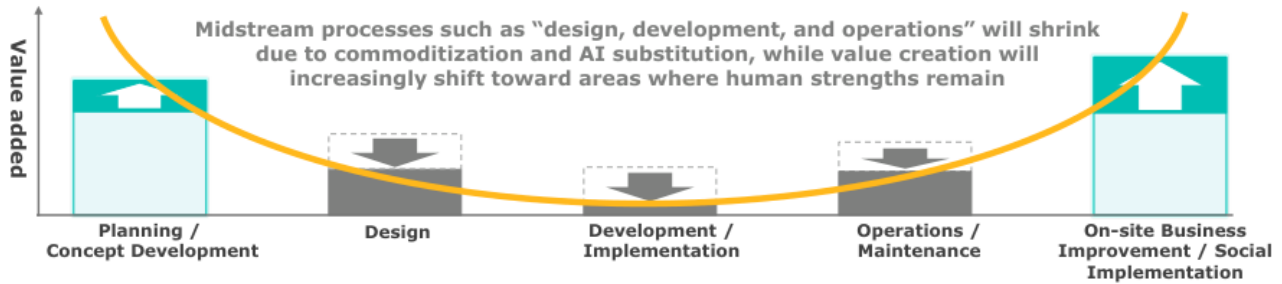 Midstream processes such as “design, development, and operations” will shrink
due to commoditization and AI substitution, while value creation will
increasingly shift toward areas where human strengths remain
Value added
Planning /
Concept Development
Design
Development /
Implementation
Operations /
Maintenance
On-site Business
Improvement / Social
Implementation